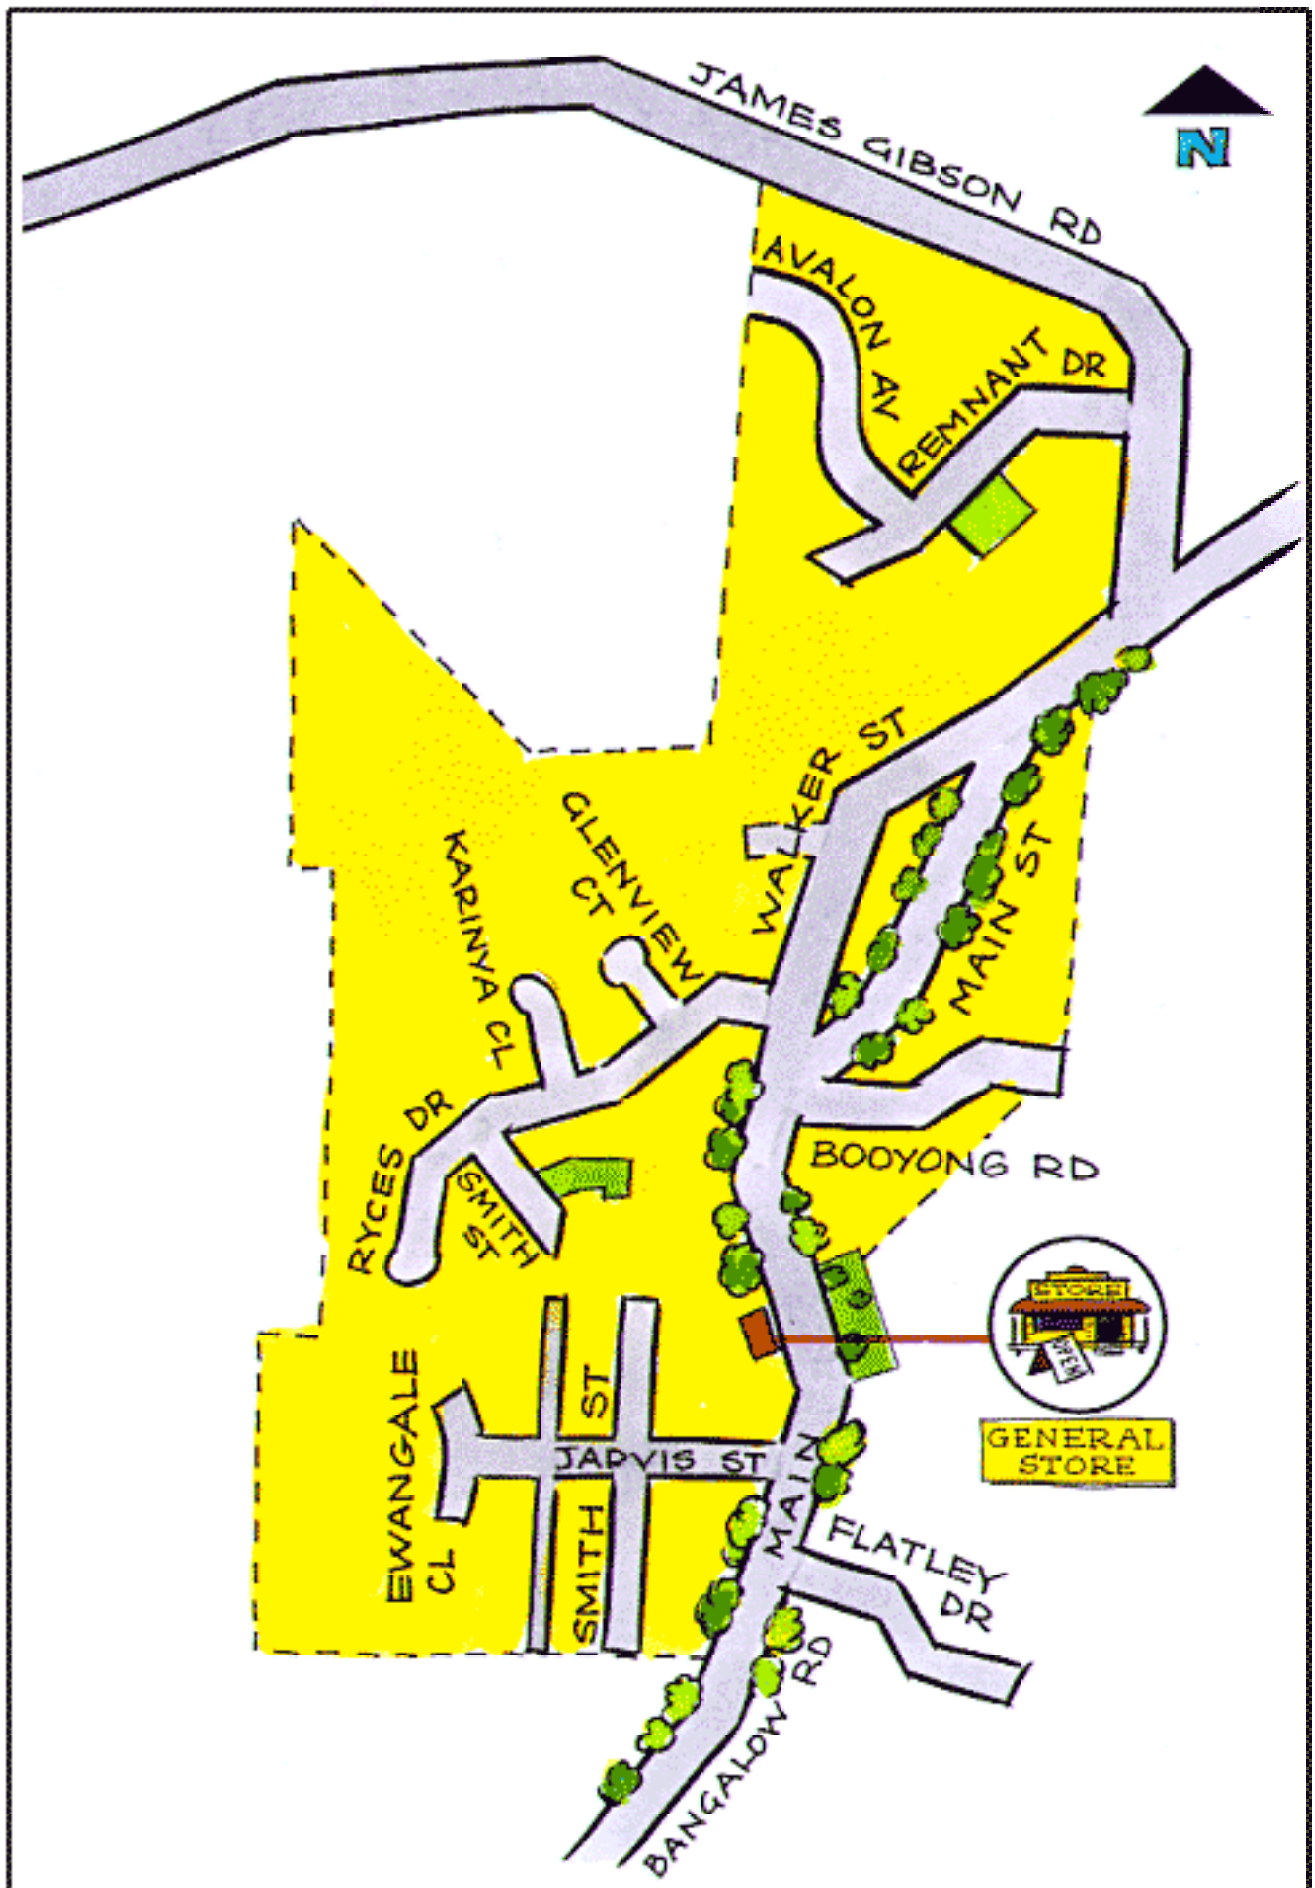 JAMES GIBSON RD
N
AVALON AV
REMNANT DR
WALKER ST
GLENVIEW
CT
KARINYA CL
MAIN ST
RYCES DR
SMITH
ST
BOOYONG RD
STORE
OPEN
GENERAL
STORE
EWANGALE
CL
JARVIS ST
SMITH ST
MAIN
FLATLEY
DR
BANGALOW RD